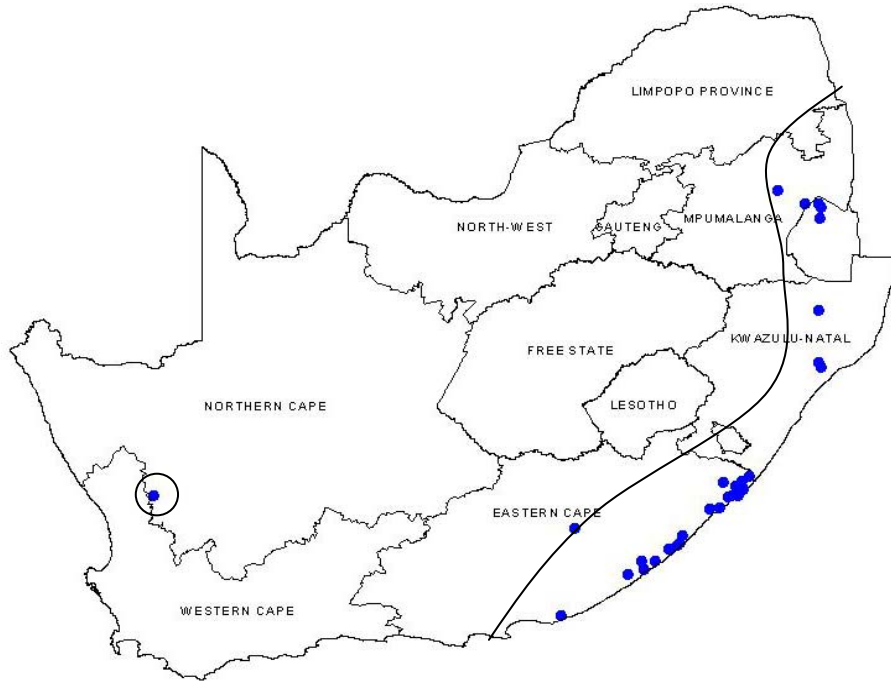 LIMPOPO PROVINCE
NORTH-WEST
GAUTENG
MPUMALANGA
FREE STATE
KWAZULU-NATAL
NORTHERN CAPE
LESOTHO
EASTERN CAPE
WESTERN CAPE